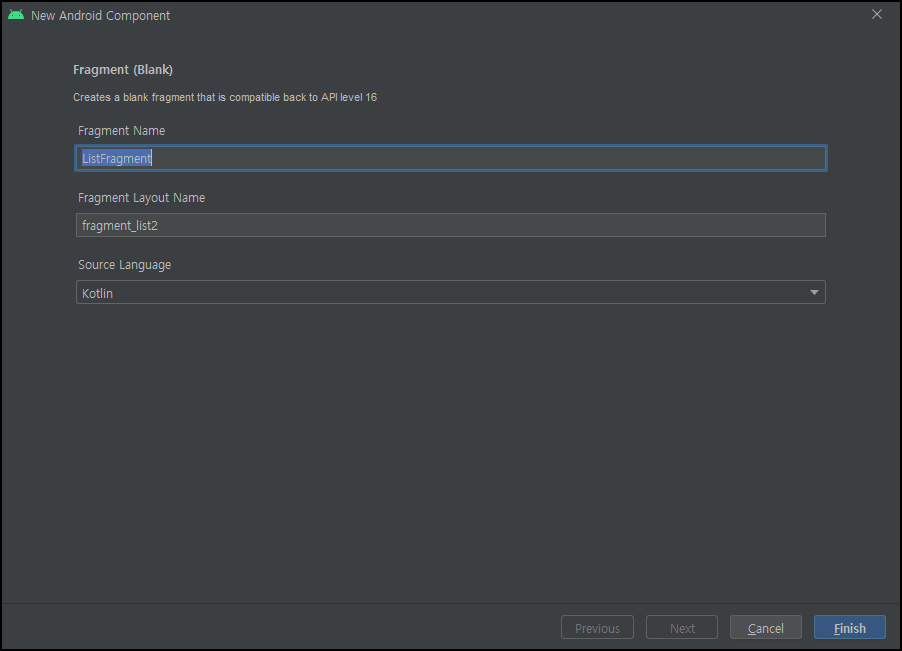 New Android Component
Fragment (Blank)
Creates a blank fragment that is compatible back to API level 16
Fragment Name
ListFragment
Fragment Layout Name
fragment_list2
Source Language
Kotlin
Previous Next Cancel Finish